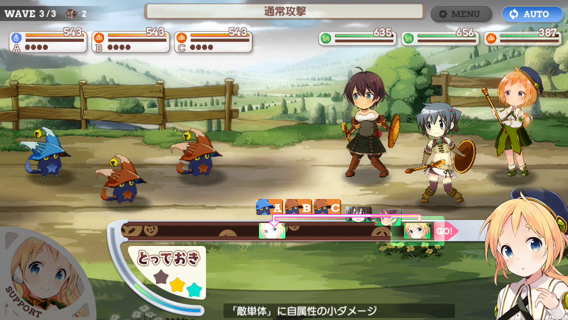 WAVE 3/3 2
通常攻撃
MENU
AUTO
543
A
543
B
543
C
635
656
387
A
B
C
GO!
とっておき
SUPPORT
「敵単体」に自属性の小ダメージ